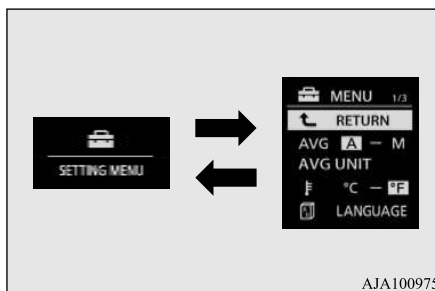 SETTING MENU
MENU 1/3
RETURN
AVG A – M
AVG UNIT
°C – °F
LANGUAGE
AJA100975